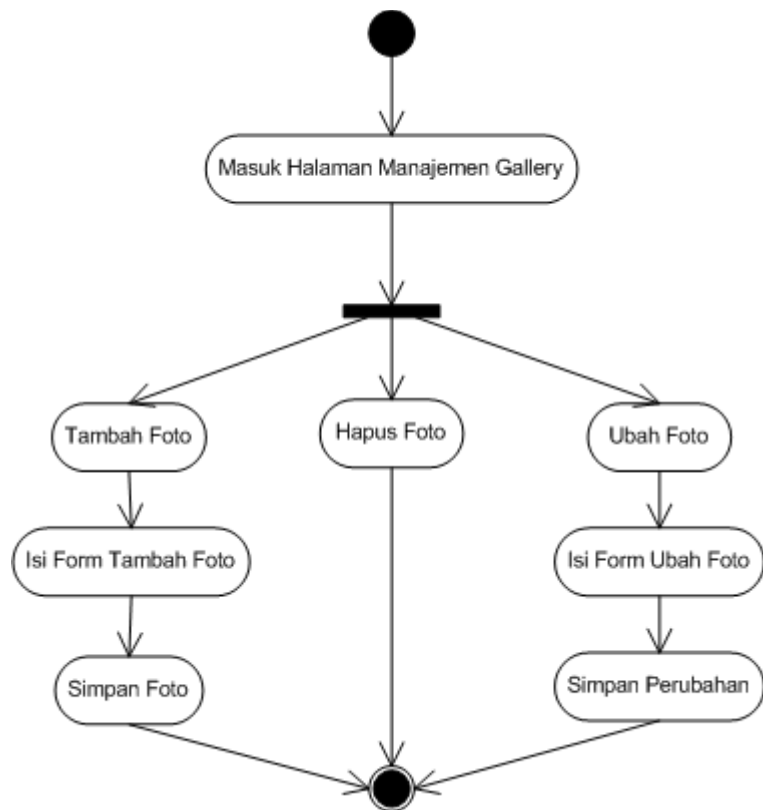 Masuk Halaman Manajemen Gallery
Tambah Foto
Hapus Foto
Ubah Foto
Isi Form Tambah Foto
Isi Form Ubah Foto
Simpan Foto
Simpan Perubahan